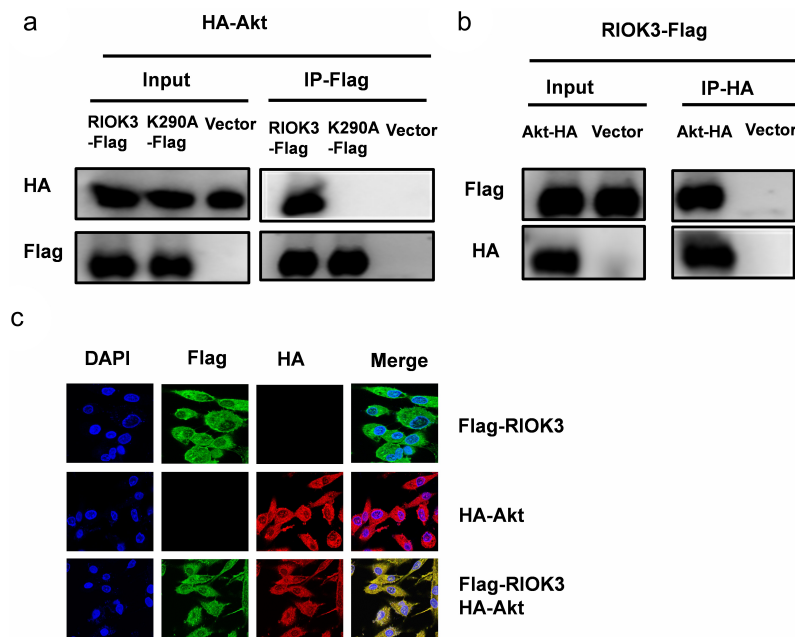 a
HA-Akt
Input
IP-Flag
RIOK3
-Flag
K290A
-Flag
Vector
RIOK3
-Flag
K290A
-Flag
Vector
HA
Flag
b
RIOK3-Flag
Input
IP-HA
Akt-HA
Vector
Akt-HA
Vector
Flag
HA
c
DAPI
Flag
HA
Merge
Flag-RIOK3
HA-Akt
Flag-RIOK3
HA-Akt